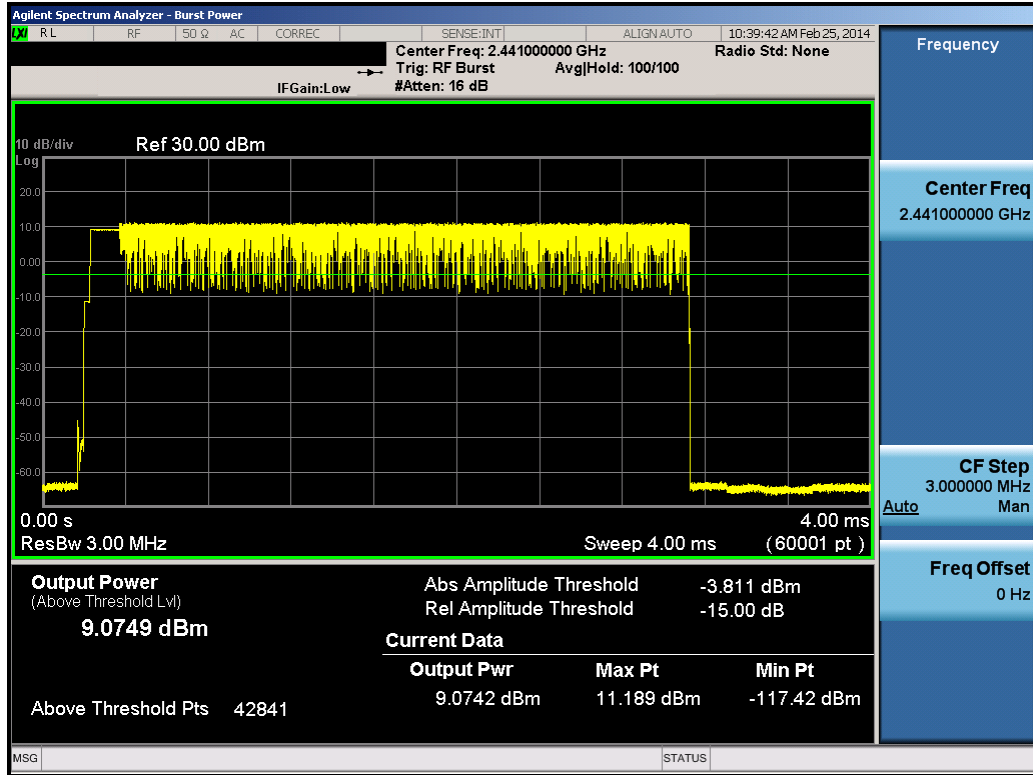 Agilent Spectrum Analyzer - Burst Power
LXI RL RF 50 Ω AC CORREC SENSE:INT ALIGN AUTO 10:39:42 AM Feb 25, 2014
Center Freq: 2.441000000 GHz Radio Std: None
Trig: RF Burst Avg|Hold: 100/100
IFGain:Low #Atten: 16 dB
Frequency
10 dB/div Ref 30.00 dBm
Log
20.0
10.0
0.00
-10.0
-20.0
-30.0
-40.0
-50.0
-60.0
0.00 s 4.00 ms
ResBw 3.00 MHz Sweep 4.00 ms (60001 pt)
Center Freq
2.441000000 GHz
CF Step
3.000000 MHz
Auto Man
Freq Offset
0 Hz
Output Power
(Above Threshold Lvl)
9.0749 dBm
Above Threshold Pts 42841
Abs Amplitude Threshold -3.811 dBm
Rel Amplitude Threshold -15.00 dB
Current Data
Output Pwr Max Pt Min Pt
9.0742 dBm 11.189 dBm -117.42 dBm
MSG STATUS